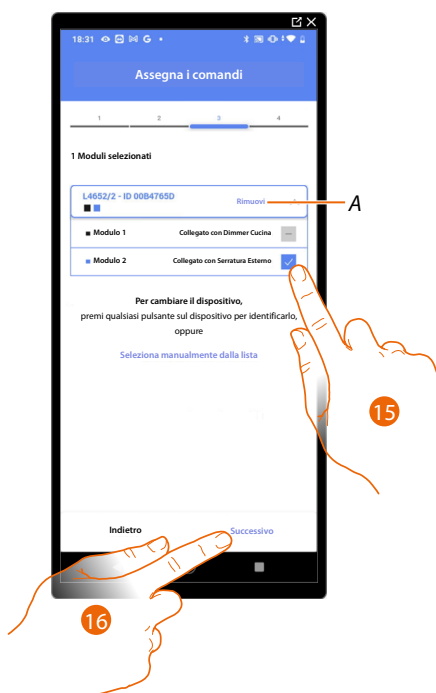 18:31
Assegna i comandi
1 2 3 4
1 Moduli selezionati
L4652/2 - ID 00B4765D
Rimuovi
A
Modulo 1 Collegato con Dimmer Cucina
Modulo 2 Collegato con Serratura Esterno
Per cambiare il dispositivo,
premi qualsiasi pulsante sul dispositivo per identificarlo,
oppure
Seleziona manualmente dalla lista
15
Indietro Successivo
16